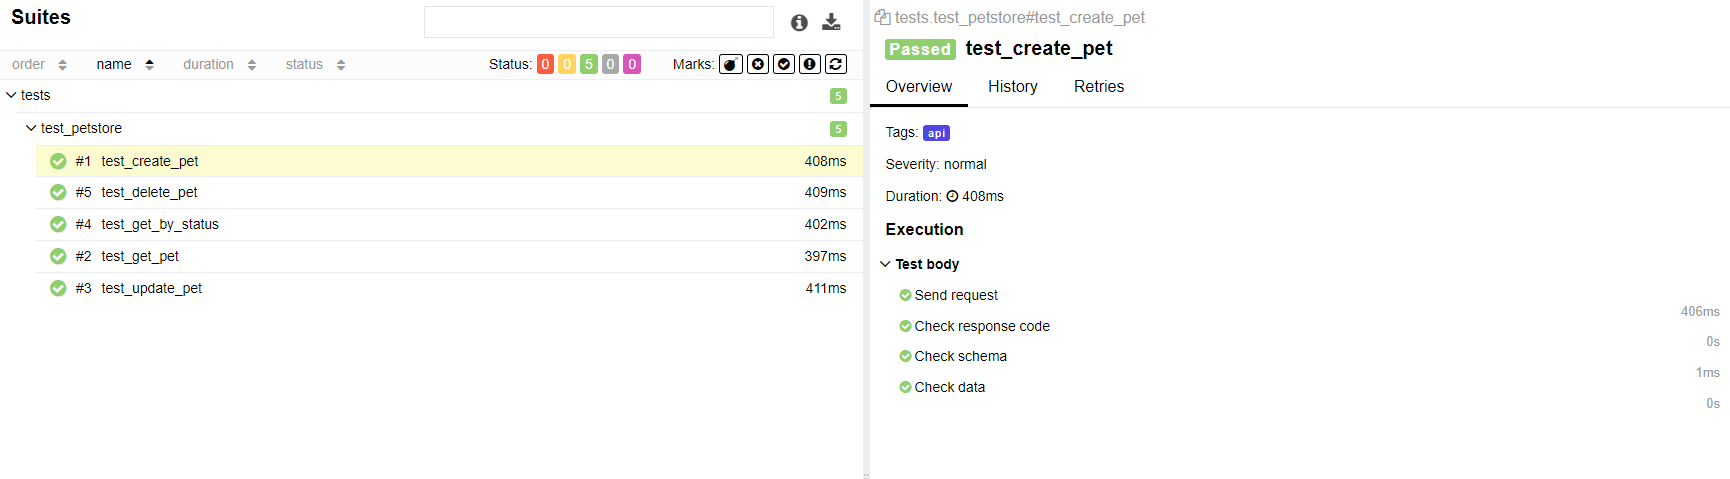 Suites
order name duration status Status: 0 0 5 0 0 Marks:
tests 5
test_petstore 5
#1 test_create_pet 408ms
#5 test_delete_pet 409ms
#4 test_get_by_status 402ms
#2 test_get_pet 397ms
#3 test_update_pet 411ms
tests.test_petstore#test_create_pet
Passed test_create_pet
Overview History Retries
Tags: api
Severity: normal
Duration: 408ms
Execution
Test body
Send request
406ms
Check response code
0s
Check schema
1ms
Check data
0s